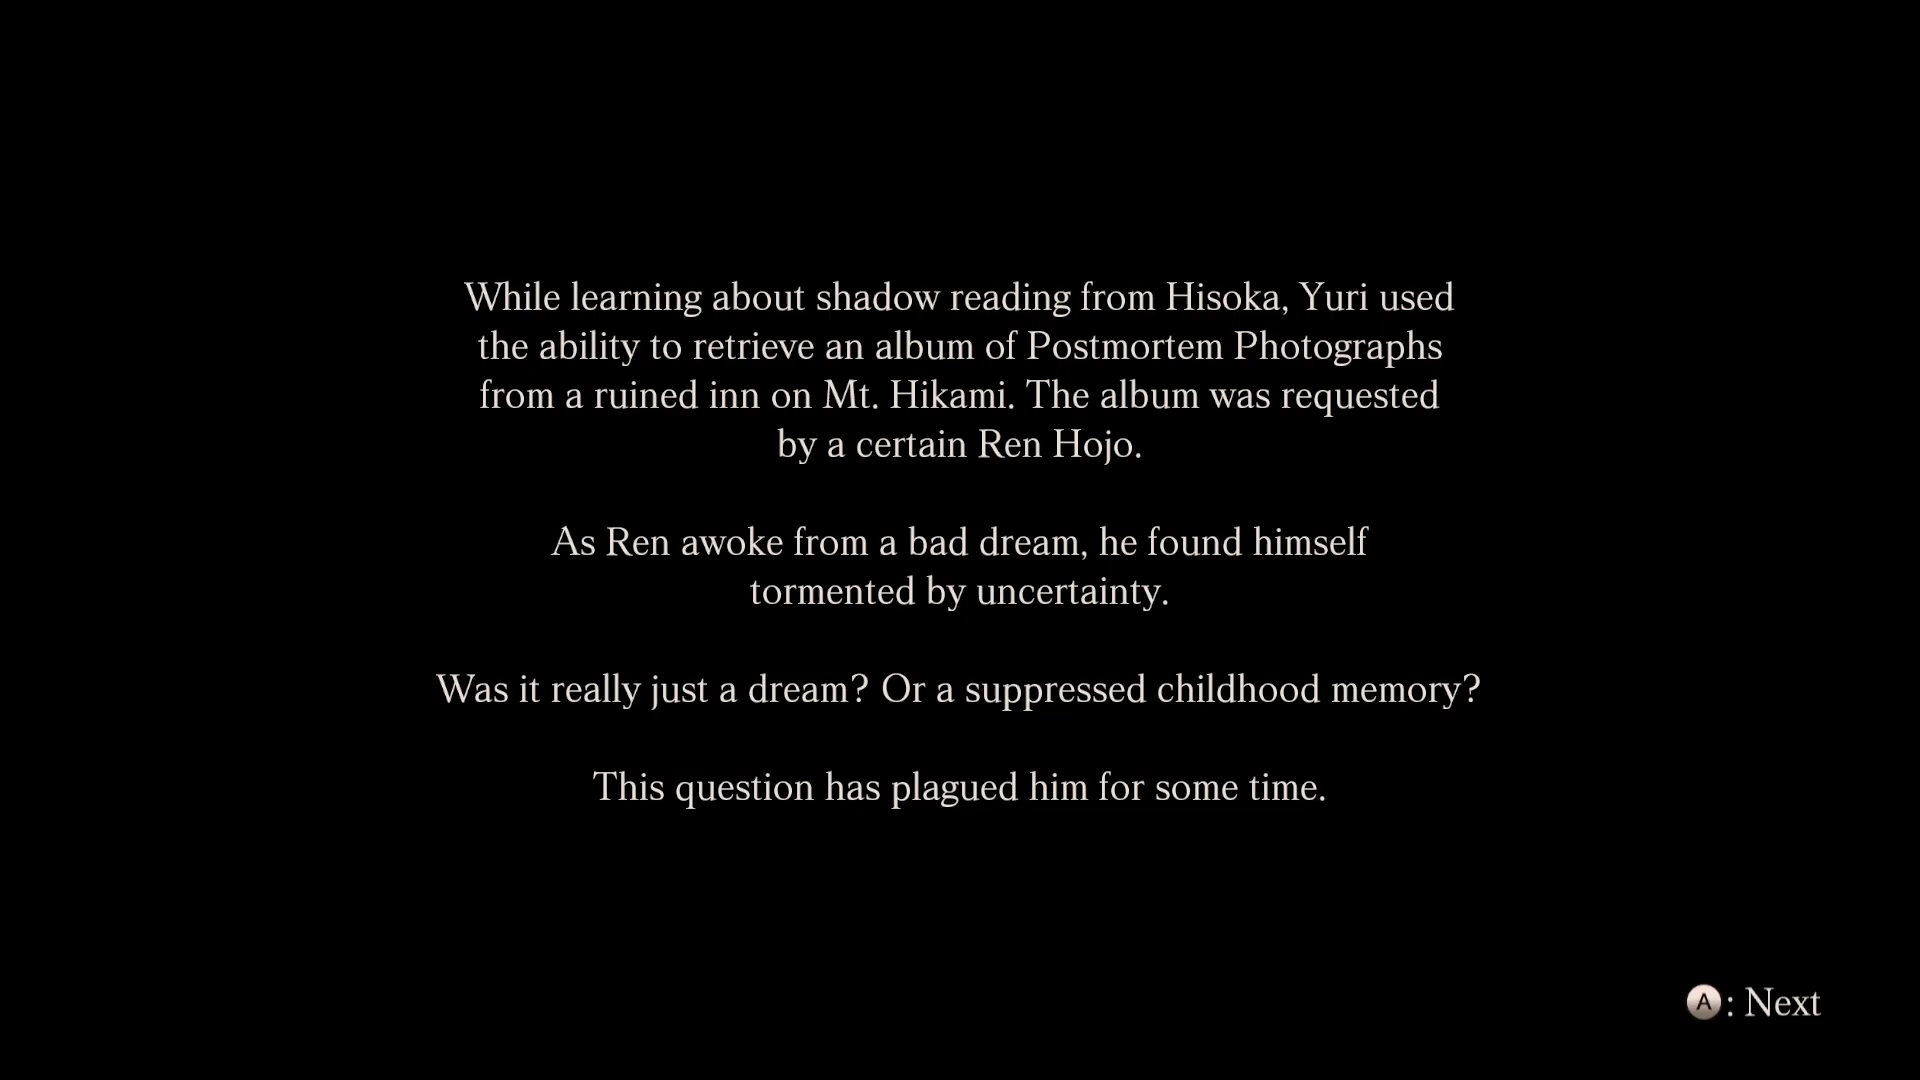 While learning about shadow reading from Hisoka, Yuri used
the ability to retrieve an album of Postmortem Photographs
from a ruined inn on Mt. Hikami. The album was requested
by a certain Ren Hojo.
As Ren awoke from a bad dream, he found himself
tormented by uncertainty.
Was it really just a dream? Or a suppressed childhood memory?
This question has plagued him for some time.
A: Next